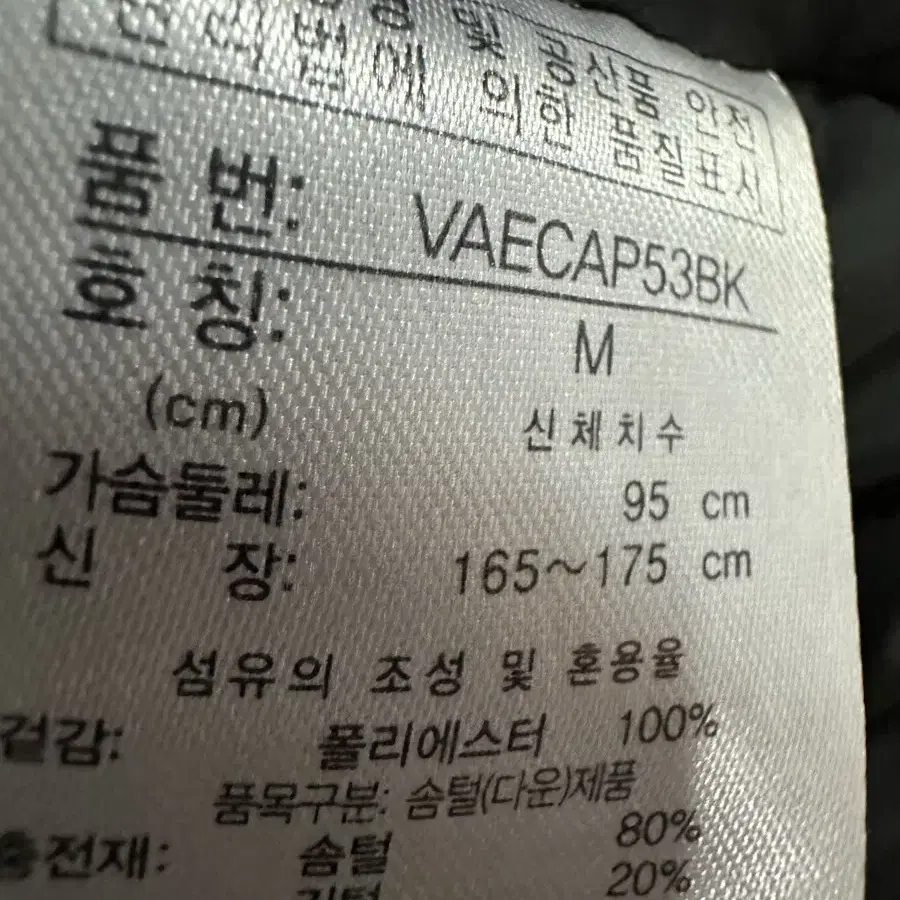 및 공산품 안전
법에 의한 품질표시
품 번: VAECAP53BK
호 칭: M
(cm) 신체치수
가슴둘레: 95 cm
신 장: 165~175 cm
섬유의 조성 및 혼용율
겉감: 폴리에스터 100%
품목구분: 솜털(다운)제품
충전재: 솜털 80%
깃털 20%